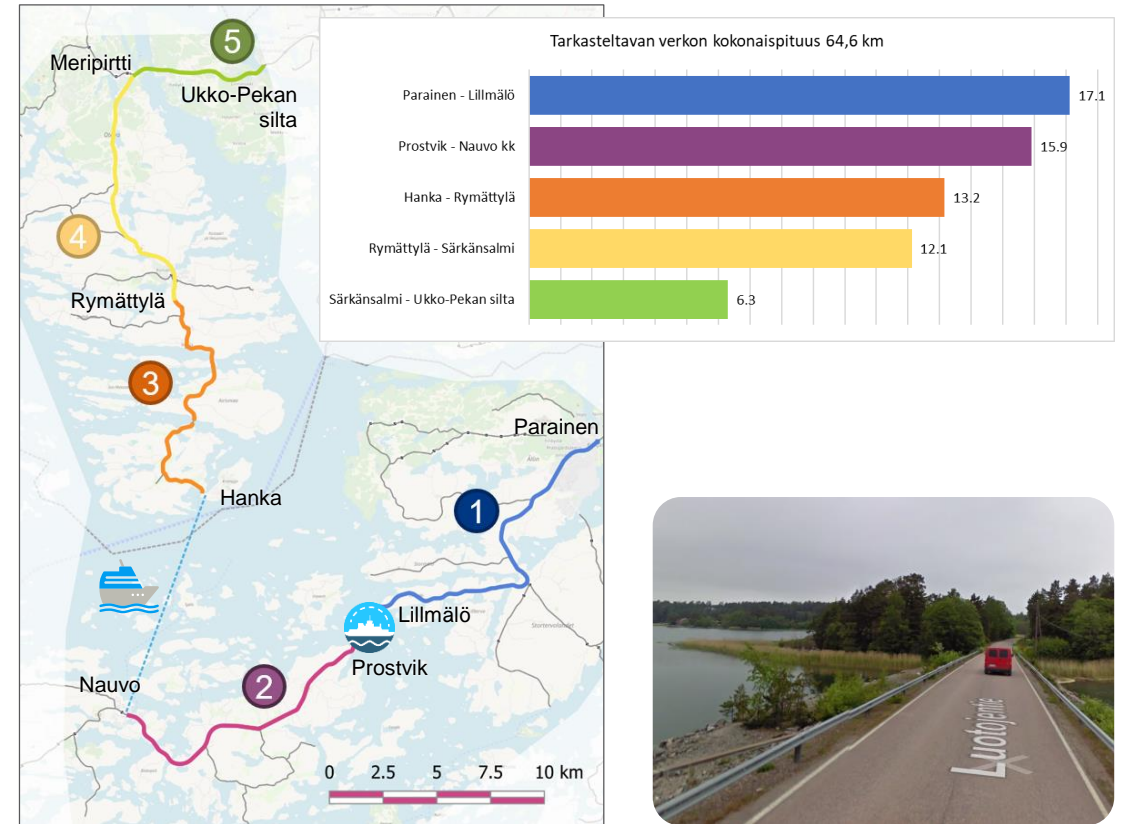 5
Meripirtti
Ukko-Pekan
silta
4
Rymättylä
3
Hanka
Parainen
1
Lillmälö
Prostvik
2
Nauvo
0 2.5 5 7.5 10 km
Tarkasteltavan verkon kokonaispituus 64,6 km
Parainen - Lillmälö 17.1
Prostvik - Nauvo kk 15.9
Hanka - Rymättylä 13.2
Rymättylä - Särkänsalmi 12.1
Särkänsalmi - Ukko-Pekan silta 6.3
Luotojentie